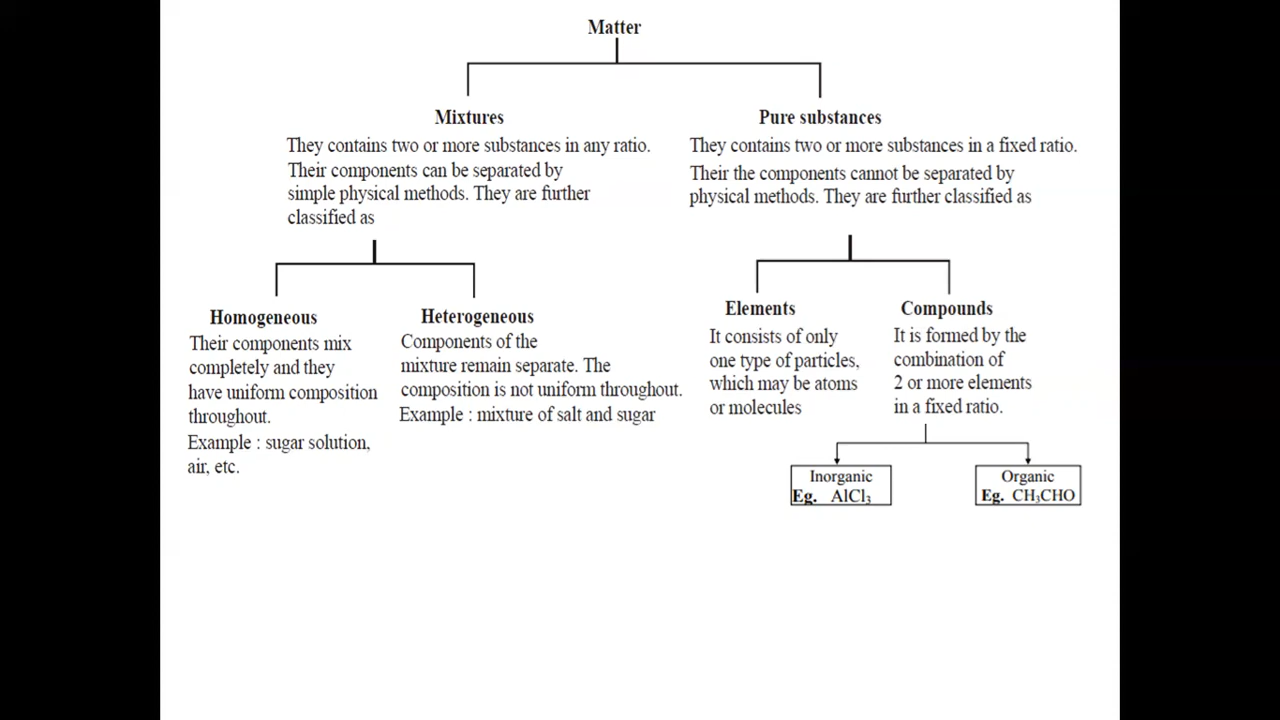 Matter
Mixtures
They contains two or more substances in any ratio.
Their components can be separated by
simple physical methods. They are further
classified as
Pure substances
They contains two or more substances in a fixed ratio.
Their the components cannot be separated by
physical methods. They are further classified as
Homogeneous
Their components mix
completely and they
have uniform composition
throughout.
Example : sugar solution,
air, etc.
Heterogeneous
Components of the
mixture remain separate. The
composition is not uniform throughout.
Example : mixture of salt and sugar
Elements
It consists of only
one type of particles,
which may be atoms
or molecules
Compounds
It is formed by the
combination of
2 or more elements
in a fixed ratio.
Inorganic
Eg. AlCl₃
Organic
Eg. CH₃CHO